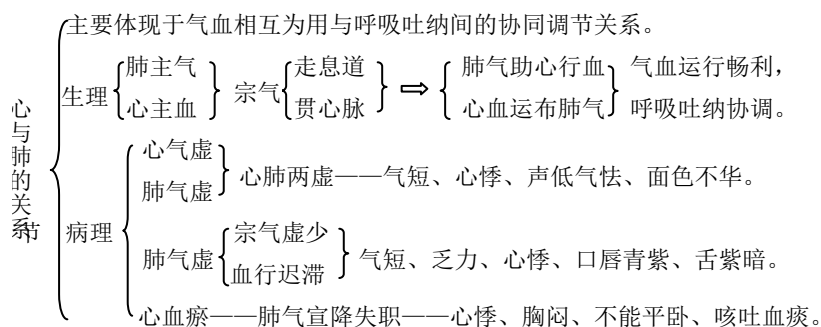 心与肺的关系
节
主要体现于气血相互为用与呼吸吐纳间的协同调节关系。
生理
肺主气
心主血
宗气
走息道
贯心脉
⇨
肺气助心行血
心血运布肺气
气血运行畅利，
呼吸吐纳协调。
病理
心气虚
肺气虚
心肺两虚——气短、心悸、声低气怯、面色不华。
肺气虚
宗气虚少
血行迟滞
气短、乏力、心悸、口唇青紫、舌紫暗。
心血瘀——肺气宣降失职——心悸、胸闷、不能平卧、咳吐血痰。